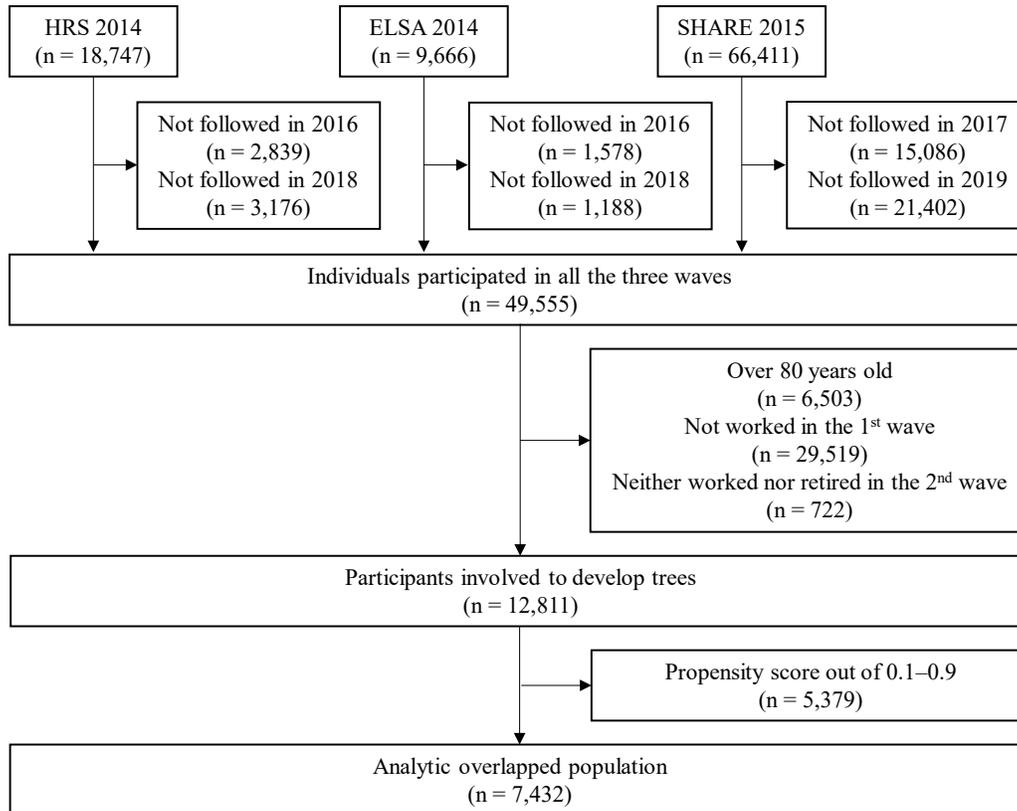 HRS 2014
(n = 18,747)
ELSA 2014
(n = 9,666)
SHARE 2015
(n = 66,411)
Not followed in 2016
(n = 2,839)
Not followed in 2018
(n = 3,176)
Not followed in 2016
(n = 1,578)
Not followed in 2018
(n = 1,188)
Not followed in 2017
(n = 15,086)
Not followed in 2019
(n = 21,402)
Individuals participated in all the three waves
(n = 49,555)
Over 80 years old
(n = 6,503)
Not worked in the 1st wave
(n = 29,519)
Neither worked nor retired in the 2nd wave
(n = 722)
Participants involved to develop trees
(n = 12,811)
Propensity score out of 0.1–0.9
(n = 5,379)
Analytic overlapped population
(n = 7,432)